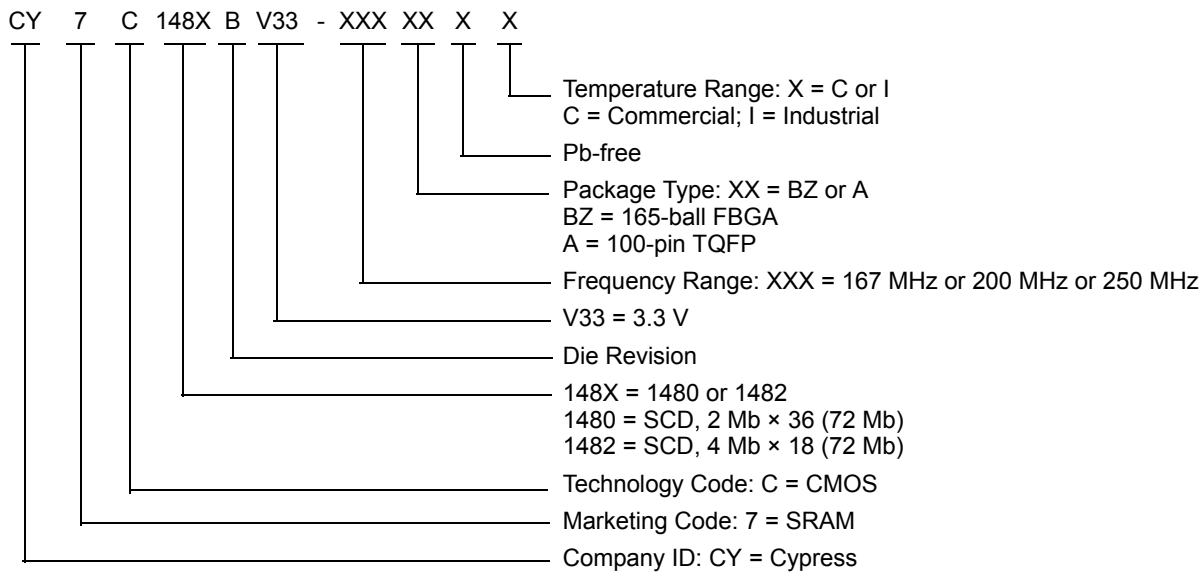 CY 7 C 148X B V33 - XXX XX X X
Temperature Range: X = C or I
C = Commercial; I = Industrial
Pb-free
Package Type: XX = BZ or A
BZ = 165-ball FBGA
A = 100-pin TQFP
Frequency Range: XXX = 167 MHz or 200 MHz or 250 MHz
V33 = 3.3 V
Die Revision
148X = 1480 or 1482
1480 = SCD, 2 Mb × 36 (72 Mb)
1482 = SCD, 4 Mb × 18 (72 Mb)
Technology Code: C = CMOS
Marketing Code: 7 = SRAM
Company ID: CY = Cypress